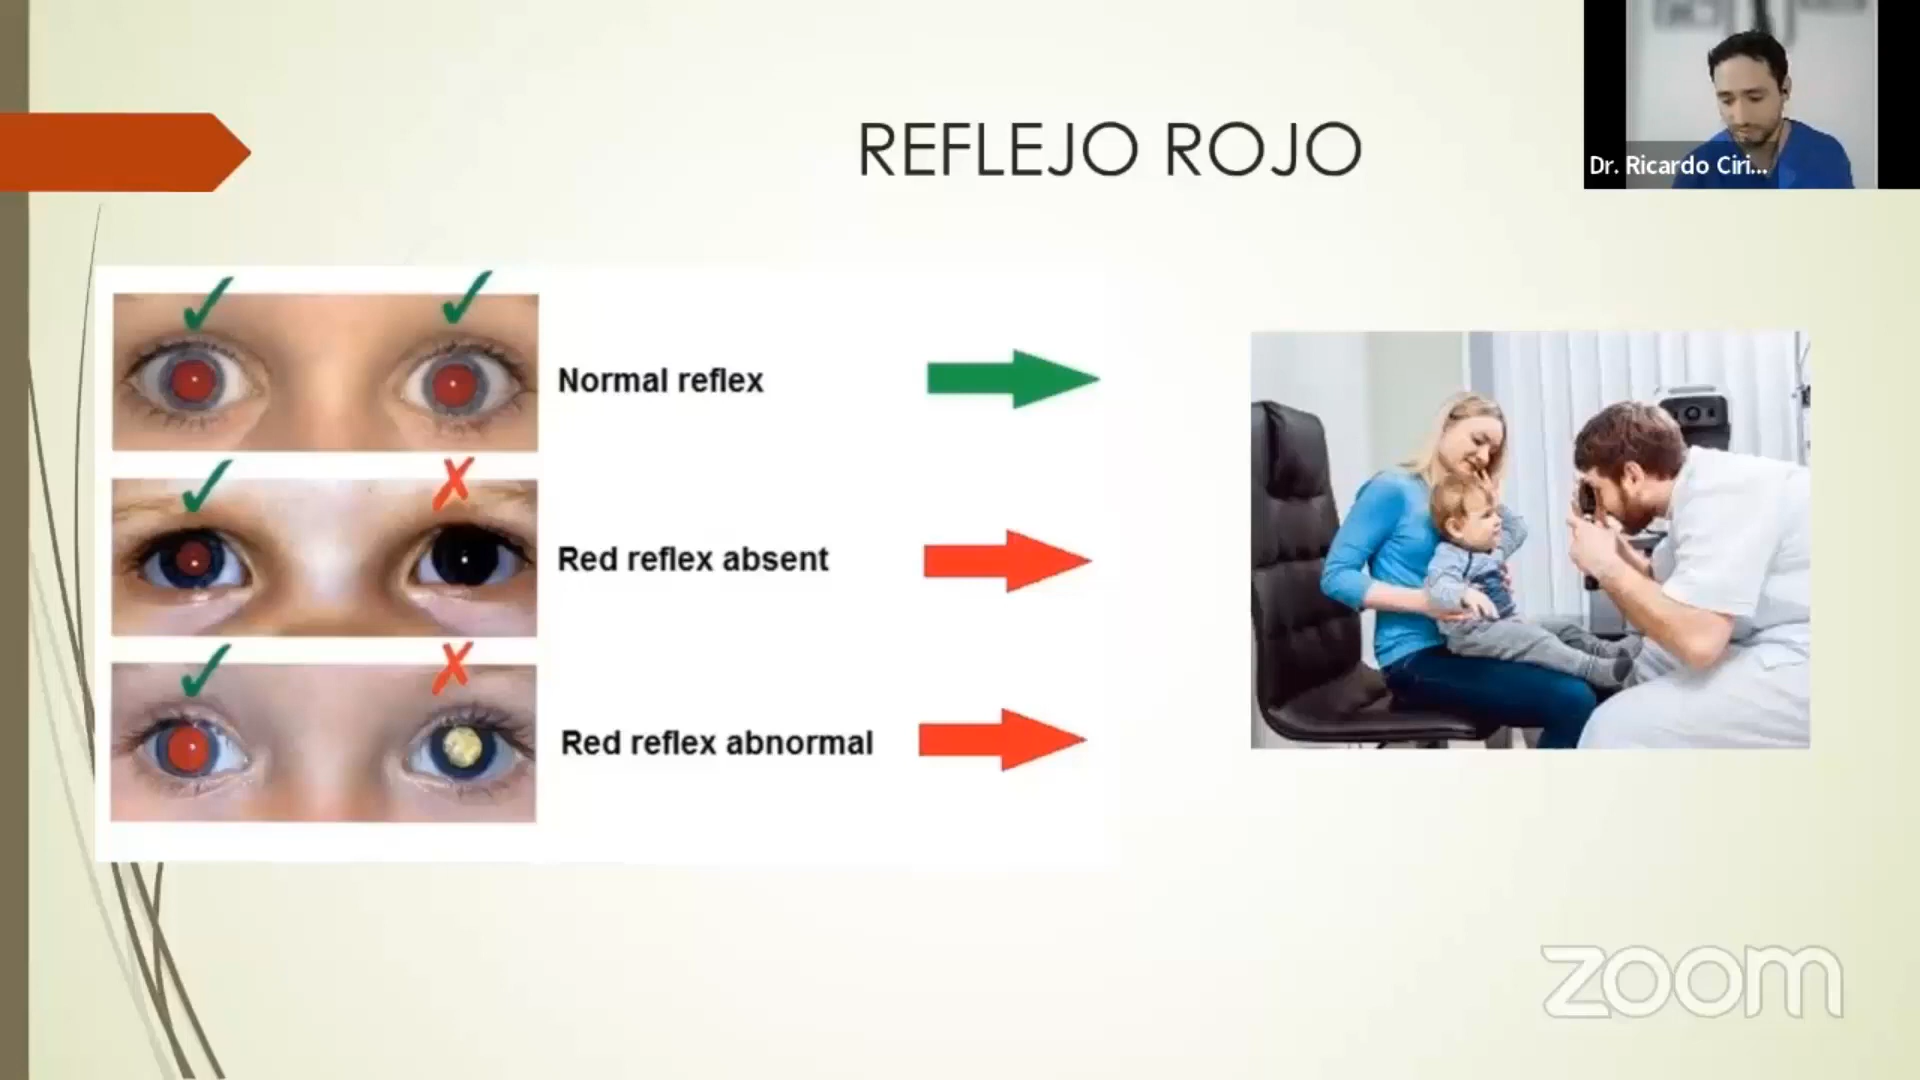 REFLEJO ROJO
Dr. Ricardo Ciri...
Normal reflex
Red reflex absent
Red reflex abnormal
zoom